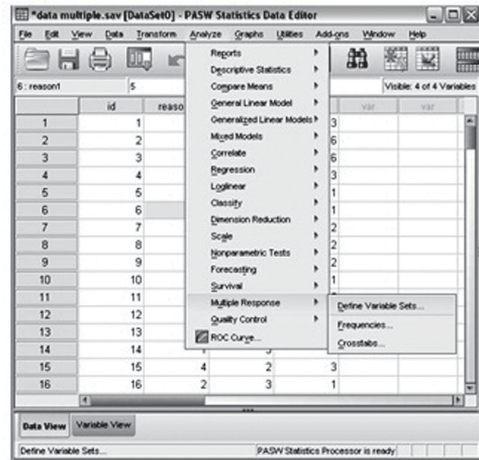 *data multiple.sav [DataSet0] - PASW Statistics Data Editor
File Edit View Data Transform Analyze Graphs Utilities Add-ons Window Help
6 : reason1 5 Visible: 4 of 4 Variables
id reaso var var
1 1 3
2 2 6
3 3 6
4 4 3
5 5 1
6 6 1
7 7 2
8 8 2
9 9 2
10 10 1
11 11
12 12
13 13
14 14
15 15 4 2 3
16 16 2 3 1
Reports
Descriptive Statistics
Compare Means
General Linear Model
Generalized Linear Models
Mixed Models
Correlate
Regression
Loglinear
Classify
Dimension Reduction
Scale
Nonparametric Tests
Forecasting
Survival
Multiple Response
Quality Control
ROC Curve...
Define Variable Sets...
Frequencies...
Crosstabs...
Data View Variable View
Define Variable Sets... PASW Statistics Processor is ready